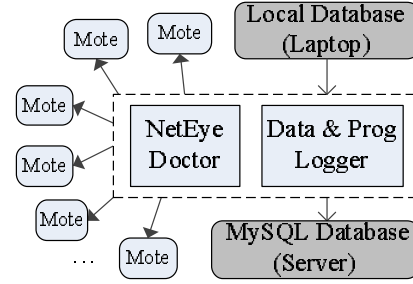 Local Database
(Laptop)
Mote
Mote
Mote
NetEye
Doctor
Data & Prog
Logger
Mote
Mote
Mote
...
MySQL Database
(Server)